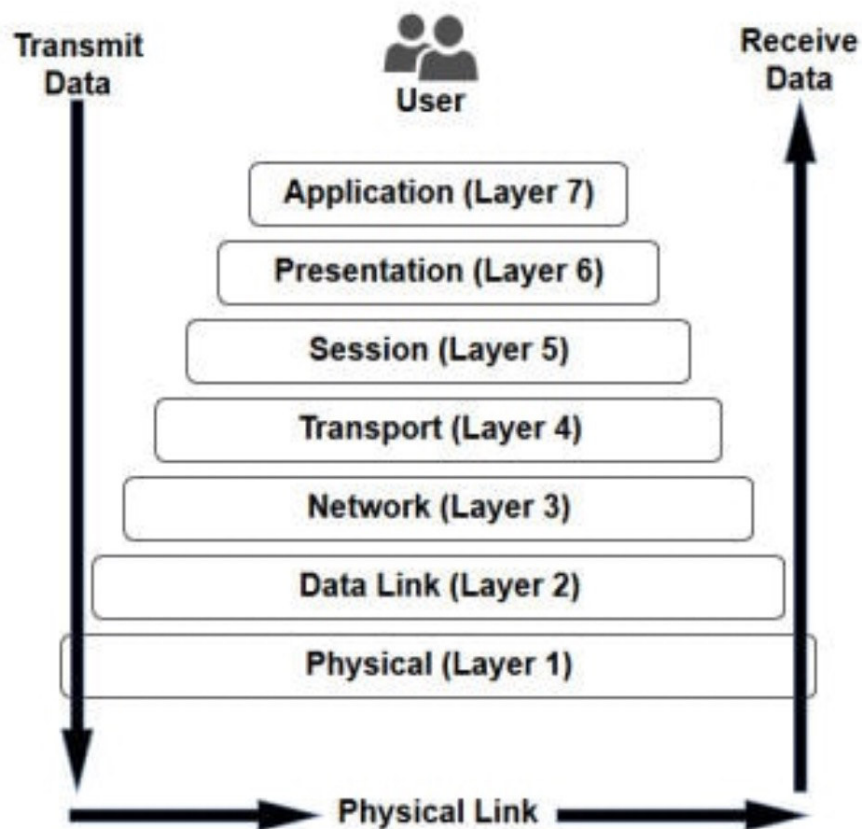 Transmit
Data
User
Receive
Data
Application (Layer 7)
Presentation (Layer 6)
Session (Layer 5)
Transport (Layer 4)
Network (Layer 3)
Data Link (Layer 2)
Physical (Layer 1)
Physical Link